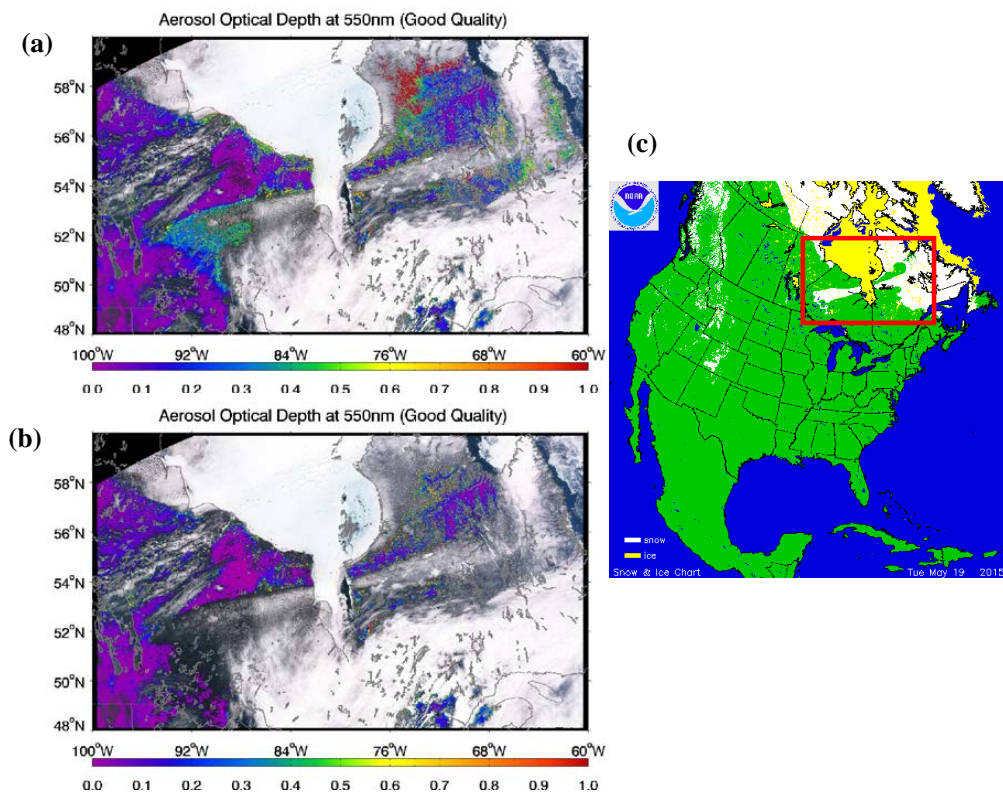 Aerosol Optical Depth at 550nm (Good Quality)
(a)
58°N
56°N
54°N
52°N
50°N
48°N
100°W 92°W 84°W 76°W 68°W 60°W
0.0 0.1 0.2 0.3 0.4 0.5 0.6 0.7 0.8 0.9 1.0
Aerosol Optical Depth at 550nm (Good Quality)
(b)
58°N
56°N
54°N
52°N
50°N
48°N
100°W 92°W 84°W 76°W 68°W 60°W
0.0 0.1 0.2 0.3 0.4 0.5 0.6 0.7 0.8 0.9 1.0
(c)
NOAA
snow
ice
Snow & Ice Chart Tue May 19 2015